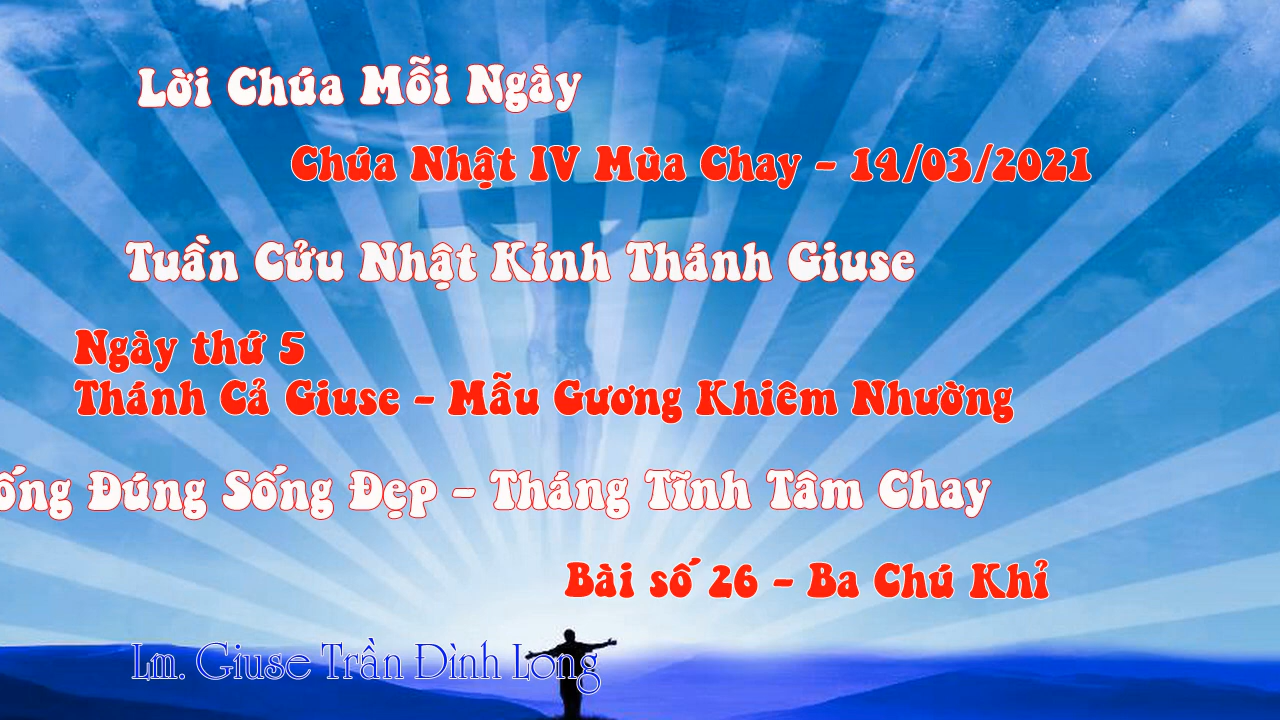 Lời Chúa Mỗi Ngày
Chúa Nhật IV Mùa Chay – 14/03/2021
Tuần Cửu Nhật Kính Thánh Giuse
Ngày thứ 5
Thánh Cả Giuse – Mẫu Gương Khiêm Nhường
ống Đúng Sống Đẹp – Tháng Tĩnh Tâm Chay
Bài số 26 – Ba Chú Khỉ
Lm. Giuse Trần Đình Long